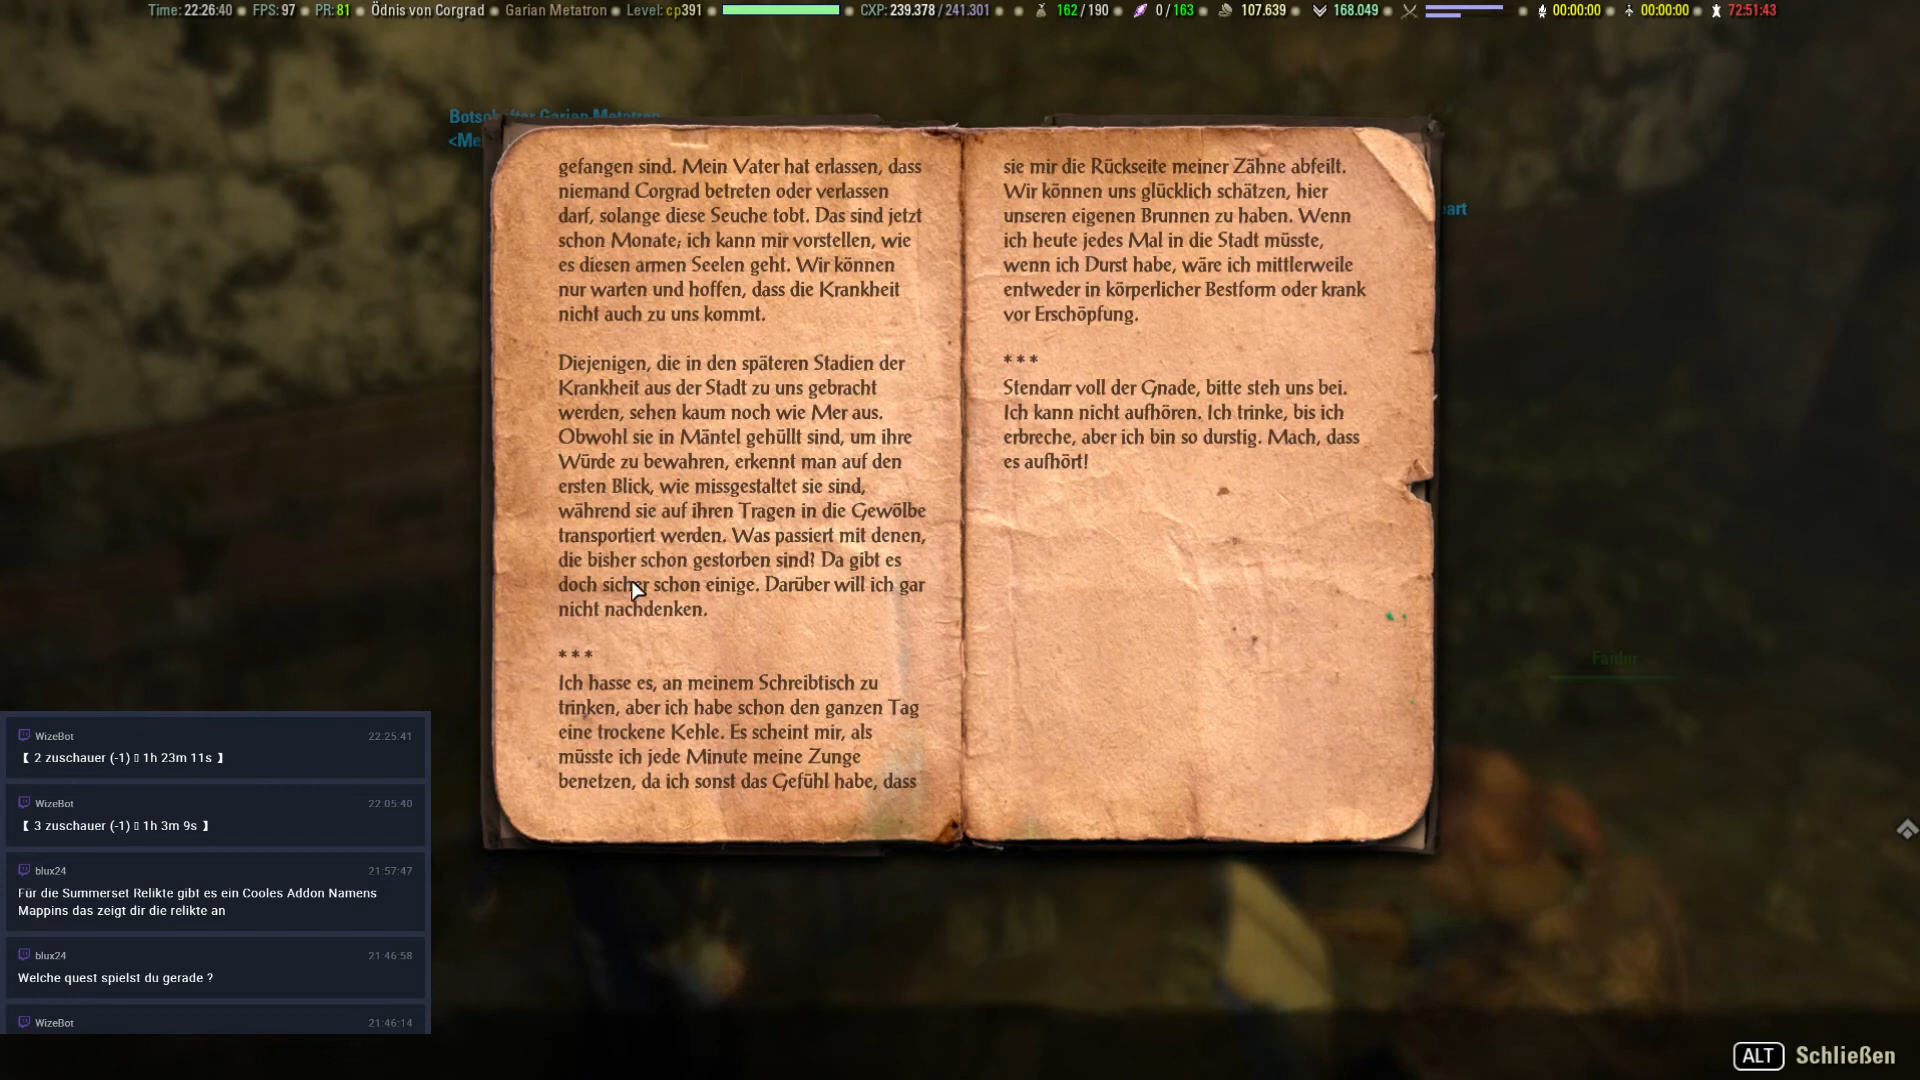 Time: 22:26:40 FPS: 97 PR: 81 Ödnis von Corgrad Garian Metatron Level: cp391 CXP: 239.378 / 241.301 162 / 190 0 / 163 107.639 168.049 00:00:00 00:00:00 72:51:43
Botschafter Garian Metatron
<Me
eart
gefangen sind. Mein Vater hat erlassen, dass
niemand Corgrad betreten oder verlassen
darf, solange diese Seuche tobt. Das sind jetzt
schon Monate; ich kann mir vorstellen, wie
es diesen armen Seelen geht. Wir können
nur warten und hoffen, dass die Krankheit
nicht auch zu uns kommt.
Diejenigen, die in den späteren Stadien der
Krankheit aus der Stadt zu uns gebracht
werden, sehen kaum noch wie Mer aus.
Obwohl sie in Mäntel gehüllt sind, um ihre
Würde zu bewahren, erkennt man auf den
ersten Blick, wie missgestaltet sie sind,
während sie auf ihren Tragen in die Gewölbe
transportiert werden. Was passiert mit denen,
die bisher schon gestorben sind? Da gibt es
doch sicher schon einige. Darüber will ich gar
nicht nachdenken.
* * *
Ich hasse es, an meinem Schreibtisch zu
trinken, aber ich habe schon den ganzen Tag
eine trockene Kehle. Es scheint mir, als
müsste ich jede Minute meine Zunge
benetzen, da ich sonst das Gefühl habe, dass
sie mir die Rückseite meiner Zähne abfeilt.
Wir können uns glücklich schätzen, hier
unseren eigenen Brunnen zu haben. Wenn
ich heute jedes Mal in die Stadt müsste,
wenn ich Durst habe, wäre ich mittlerweile
entweder in körperlicher Bestform oder krank
vor Erschöpfung.
* * *
Stendarr voll der Gnade, bitte steh uns bei.
Ich kann nicht aufhören. Ich trinke, bis ich
erbreche, aber ich bin so durstig. Mach, dass
es aufhört!
Faidur
WizeBot 22:25:41
【 2 zuschauer (-1) ▯ 1h 23m 11s 】
WizeBot 22:05:40
【 3 zuschauer (-1) ▯ 1h 3m 9s 】
blux24 21:57:47
Für die Summerset Relikte gibt es ein Cooles Addon Namens
Mappins das zeigt dir die relikte an
blux24 21:46:58
Welche quest spielst du gerade ?
WizeBot 21:46:14
ALT Schließen